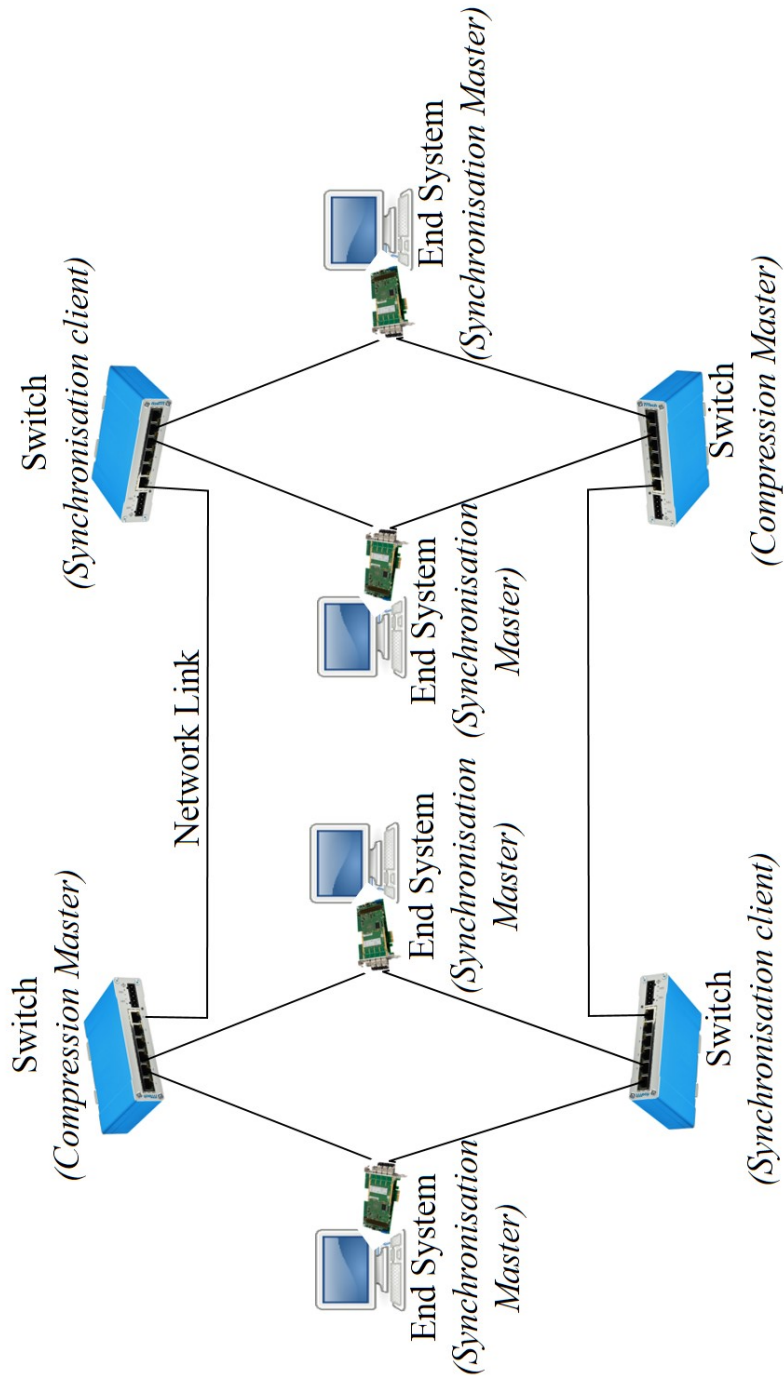 Switch
(Compression Master)
Switch
(Synchronisation client)
Network Link
End System
(Synchronisation
Master)
End System
(Synchronisation
Master)
End System
(Synchronisation
Master)
End System
(Synchronisation Master)
Switch
(Synchronisation client)
Switch
(Compression Master)